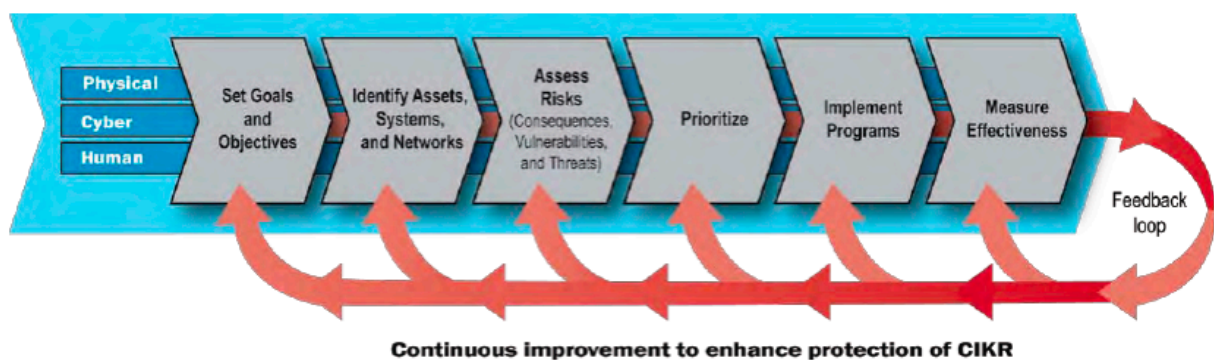 Physical
Cyber
Human
Set Goals
and
Objectives
Identify Assets,
Systems,
and Networks
Assess
Risks
(Consequences,
Vulnerabilities,
and Threats)
Prioritize
Implement
Programs
Measure
Effectiveness
Feedback
loop
Continuous improvement to enhance protection of CIKR